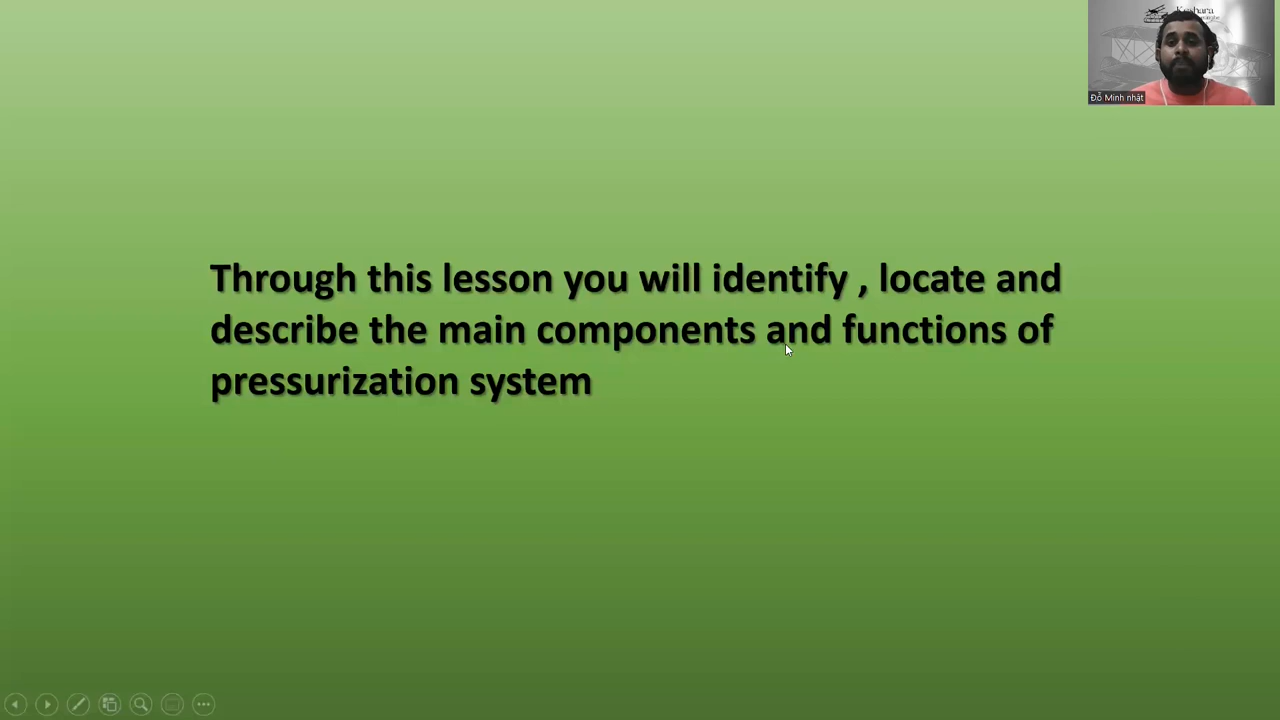 Đỗ Minh nhật
Through this lesson you will identify , locate and
describe the main components and functions of
pressurization system